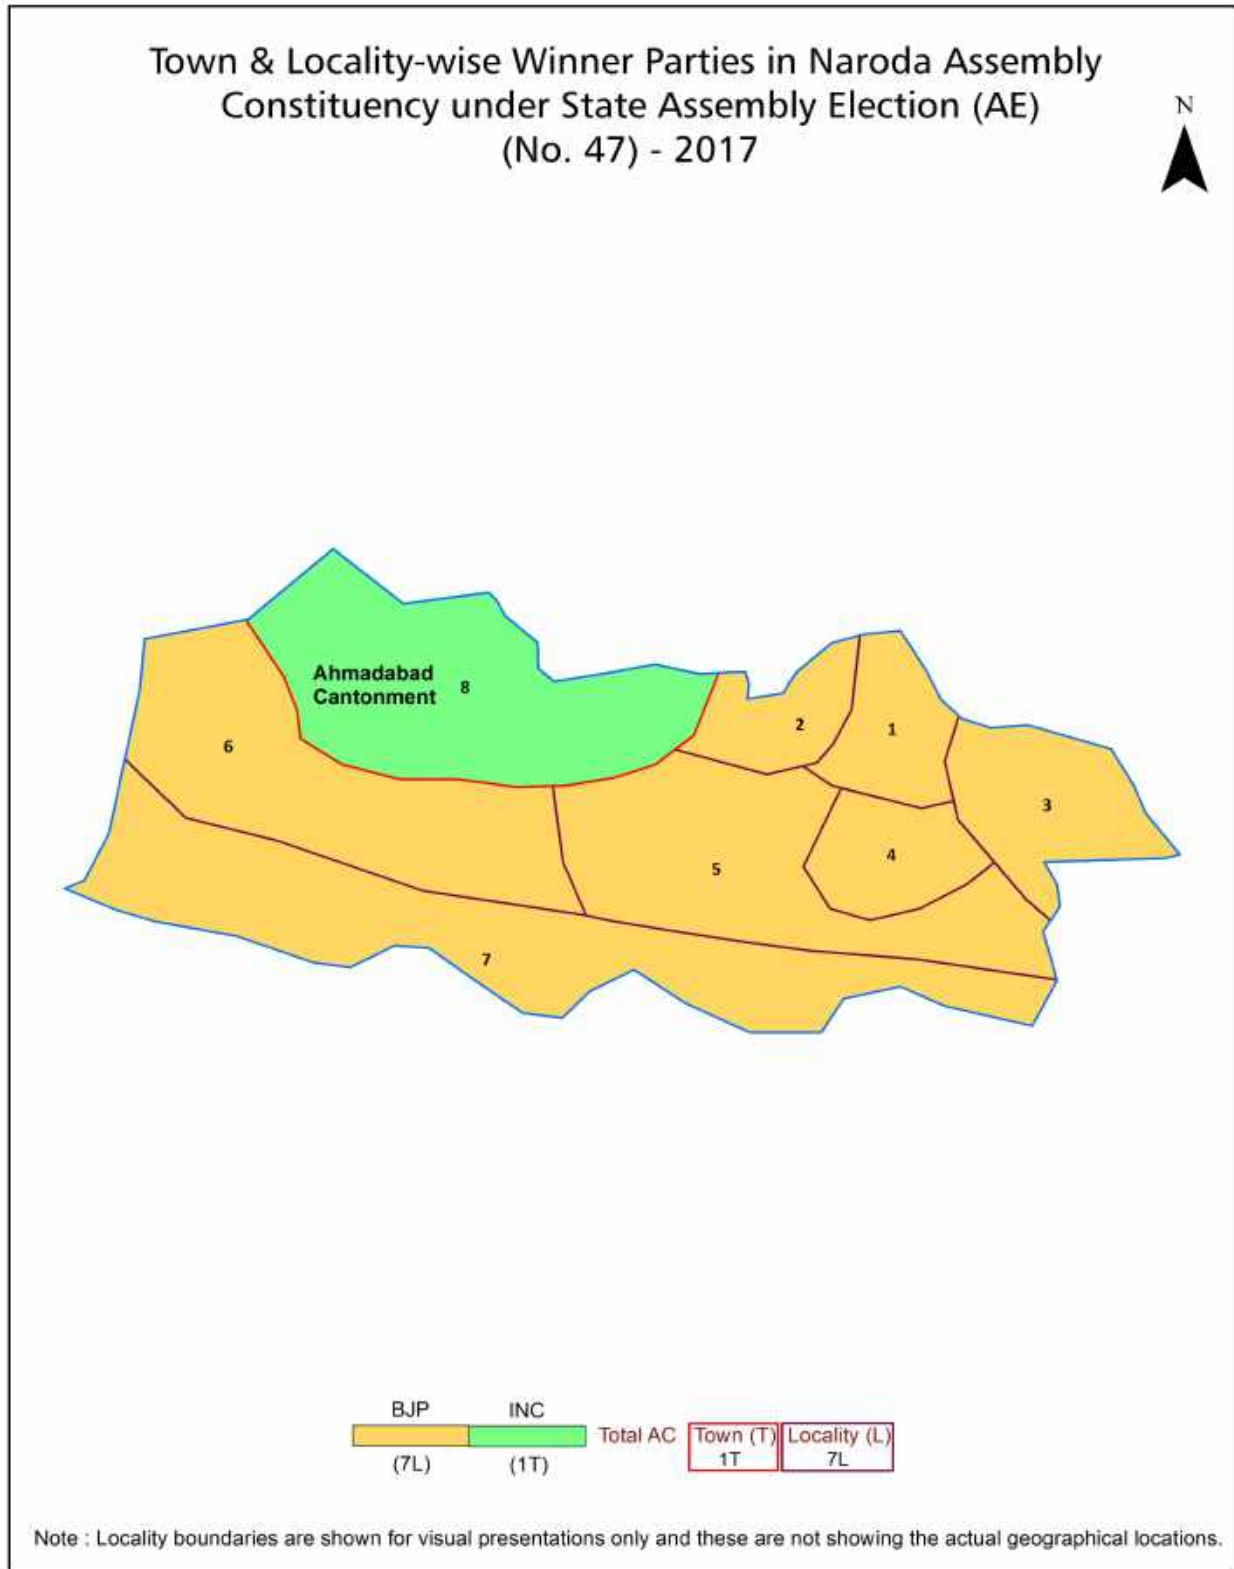 Town & Locality-wise Winner Parties in Naroda Assembly
Constituency under State Assembly Election (AE)
(No. 47) - 2017
N
Ahmadabad
Cantonment
8
2
1
6
3
4
5
7
BJP
INC
Total AC
Town (T)
Locality (L)
1T
7L
(7L)
(1T)
Note : Locality boundaries are shown for visual presentations only and these are not showing the actual geographical locations.